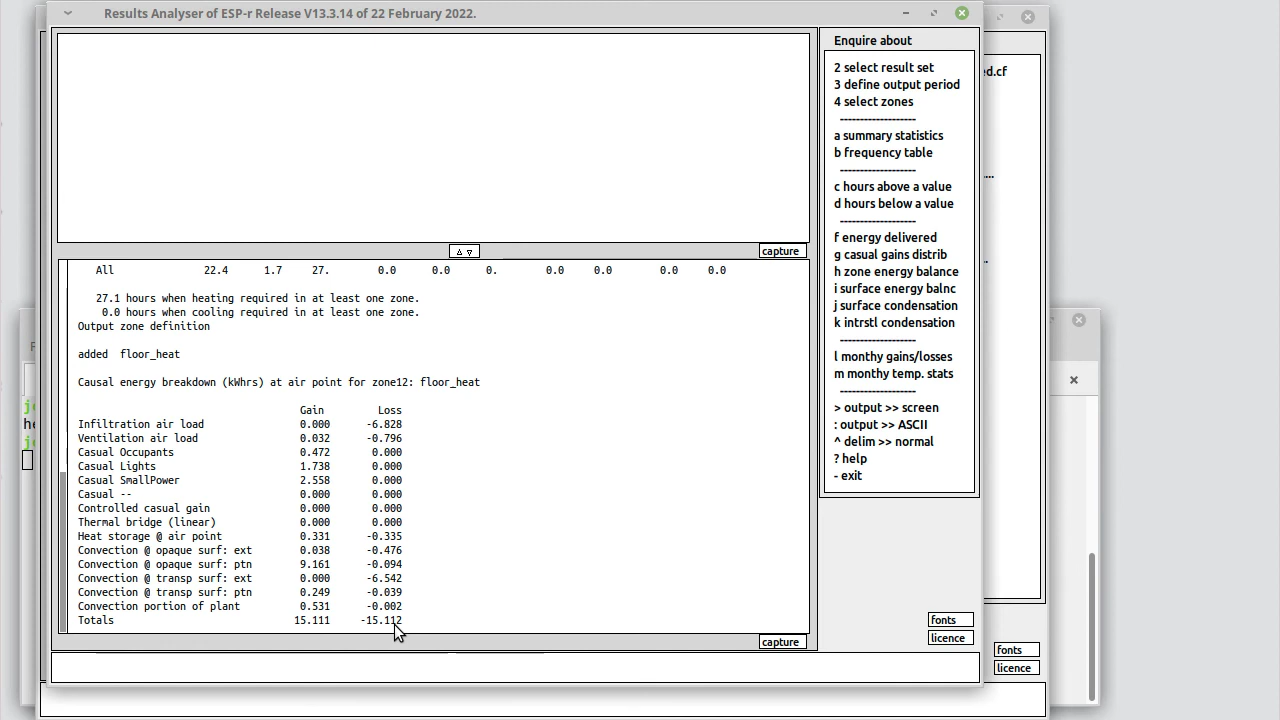 Results Analyser of ESP-r Release V13.3.14 of 22 February 2022.
Enquire about
2 select result set
3 define output period
4 select zones
-------------------
a summary statistics
b frequency table
-------------------
c hours above a value
d hours below a value
-------------------
f energy delivered
g casual gains distrib
h zone energy balance
i surface energy balnc
j surface condensation
k intrstl condensation
-------------------
l monthy gains/losses
m monthy temp. stats
-------------------
> output >> screen
: output >> ASCII
^ delim >> normal
? help
- exit
fonts
licence
capture
All 22.4 1.7 27. 0.0 0.0 0. 0.0 0.0 0.0 0.0
27.1 hours when heating required in at least one zone.
0.0 hours when cooling required in at least one zone.
Output zone definition
added floor_heat
Causal energy breakdown (kWhrs) at air point for zone12: floor_heat
Gain Loss
Infiltration air load 0.000 -6.828
Ventilation air load 0.032 -0.796
Casual Occupants 0.472 0.000
Casual Lights 1.738 0.000
Casual SmallPower 2.558 0.000
Casual -- 0.000 0.000
Controlled casual gain 0.000 0.000
Thermal bridge (linear) 0.000 0.000
Heat storage @ air point 0.331 -0.335
Convection @ opaque surf: ext 0.038 -0.476
Convection @ opaque surf: ptn 9.161 -0.094
Convection @ transp surf: ext 0.000 -6.542
Convection @ transp surf: ptn 0.249 -0.039
Convection portion of plant 0.531 -0.002
Totals 15.111 -15.112
capture
ed.cf
...
fonts
licence